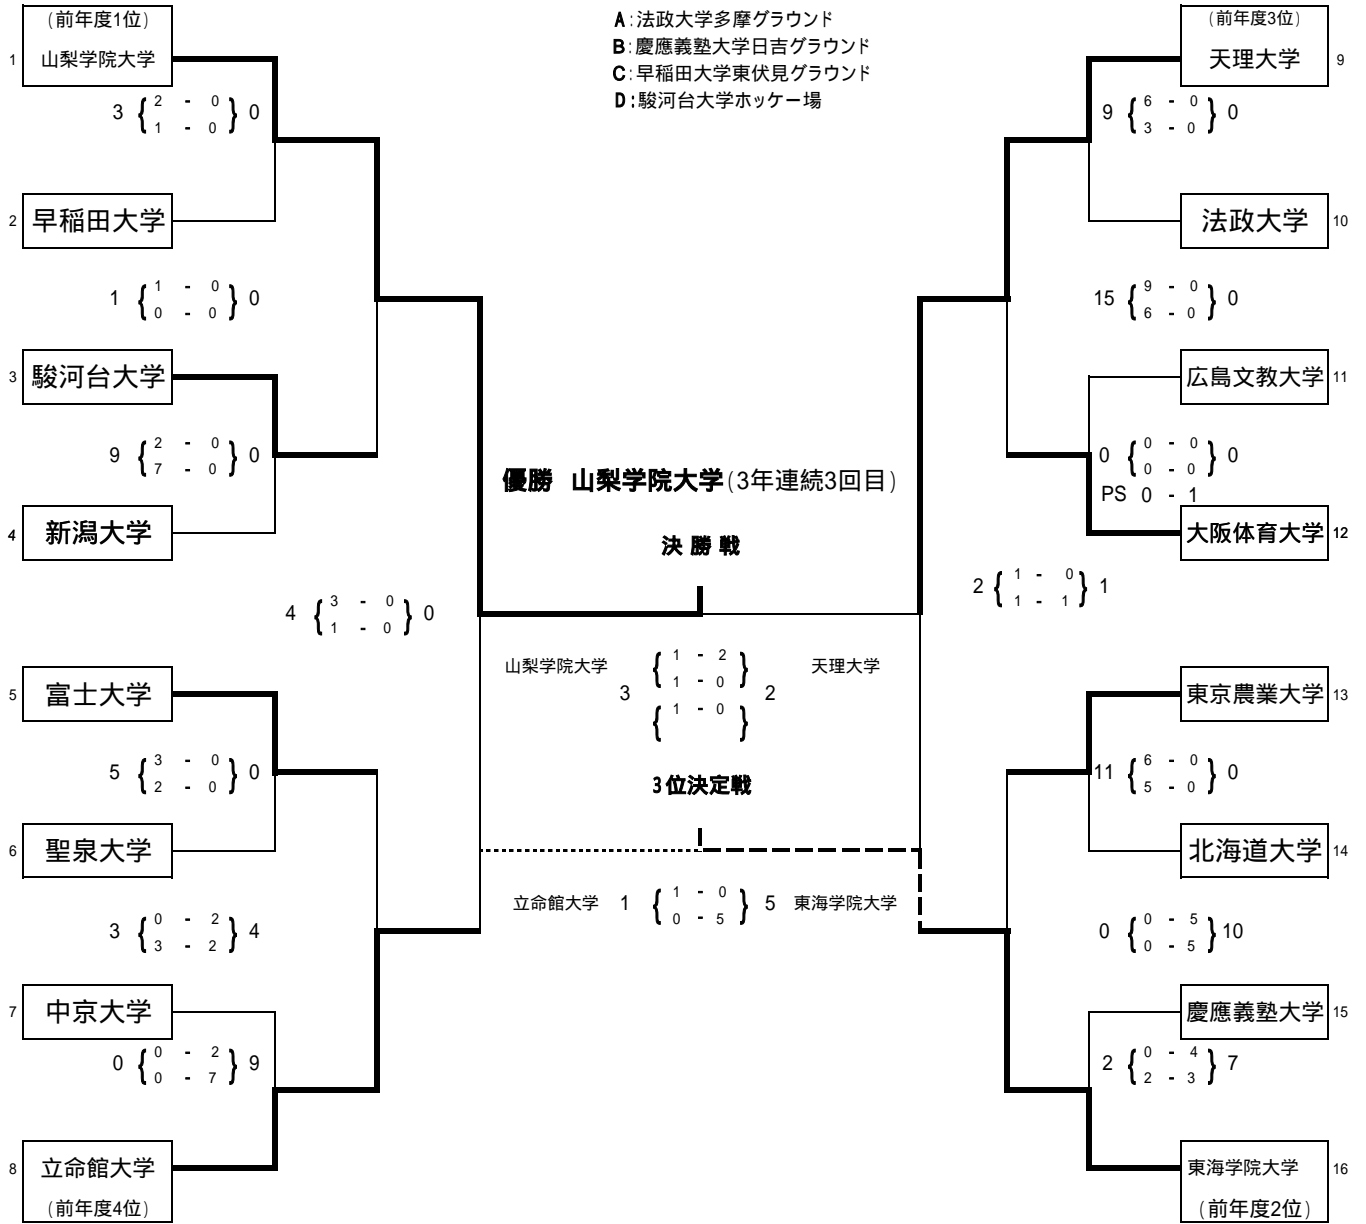 (前年度1位)
1 山梨学院大学
3 { 2 - 0 } 0
1 - 0
2 早稲田大学
1 { 1 - 0 } 0
0 - 0
3 駿河台大学
9 { 2 - 0 } 0
7 - 0
4 新潟大学
4 { 3 - 0 } 0
1 - 0
5 富士大学
5 { 3 - 0 } 0
2 - 0
6 聖泉大学
3 { 0 - 2 } 4
3 - 2
7 中京大学
0 { 0 - 2 } 9
0 - 7
8 立命館大学
(前年度4位)
A:法政大学多摩グラウンド
B:慶應義塾大学日吉グラウンド
C:早稲田大学東伏見グラウンド
D:駿河台大学ホッケー場
優勝 山梨学院大学(3年連続3回目)
決勝戦
山梨学院大学 3 { 1 - 2 } 2 天理大学
1 - 0
{ 1 - 0 }
3位決定戦
立命館大学 1 { 1 - 0 } 5 東海学院大学
0 - 5
(前年度3位)
天理大学 9
9 { 6 - 0 } 0
3 - 0
法政大学 10
15 { 9 - 0 } 0
6 - 0
広島文教大学 11
0 { 0 - 0 } 0
0 - 0
PS 0 - 1
大阪体育大学 12
2 { 1 - 0 } 1
1 - 1
東京農業大学 13
11 { 6 - 0 } 0
5 - 0
北海道大学 14
0 { 0 - 5 } 10
0 - 5
慶應義塾大学 15
2 { 0 - 4 } 7
2 - 3
東海学院大学 16
(前年度2位)